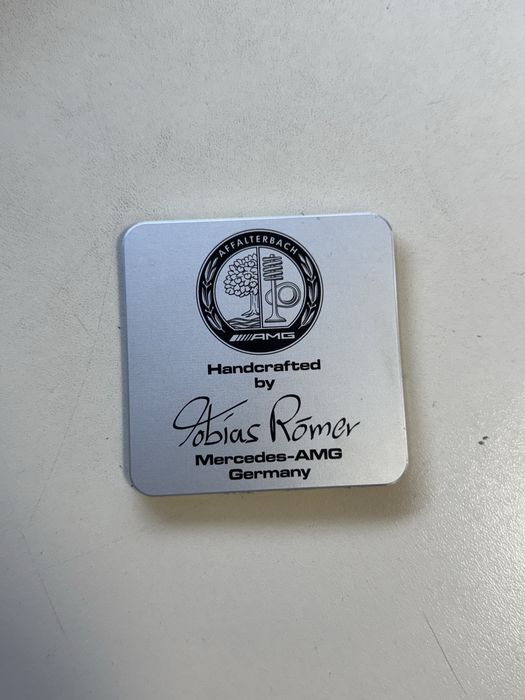 AFFALTERBACH
AMG
Handcrafted
by
Tobias Römer
Mercedes-AMG
Germany